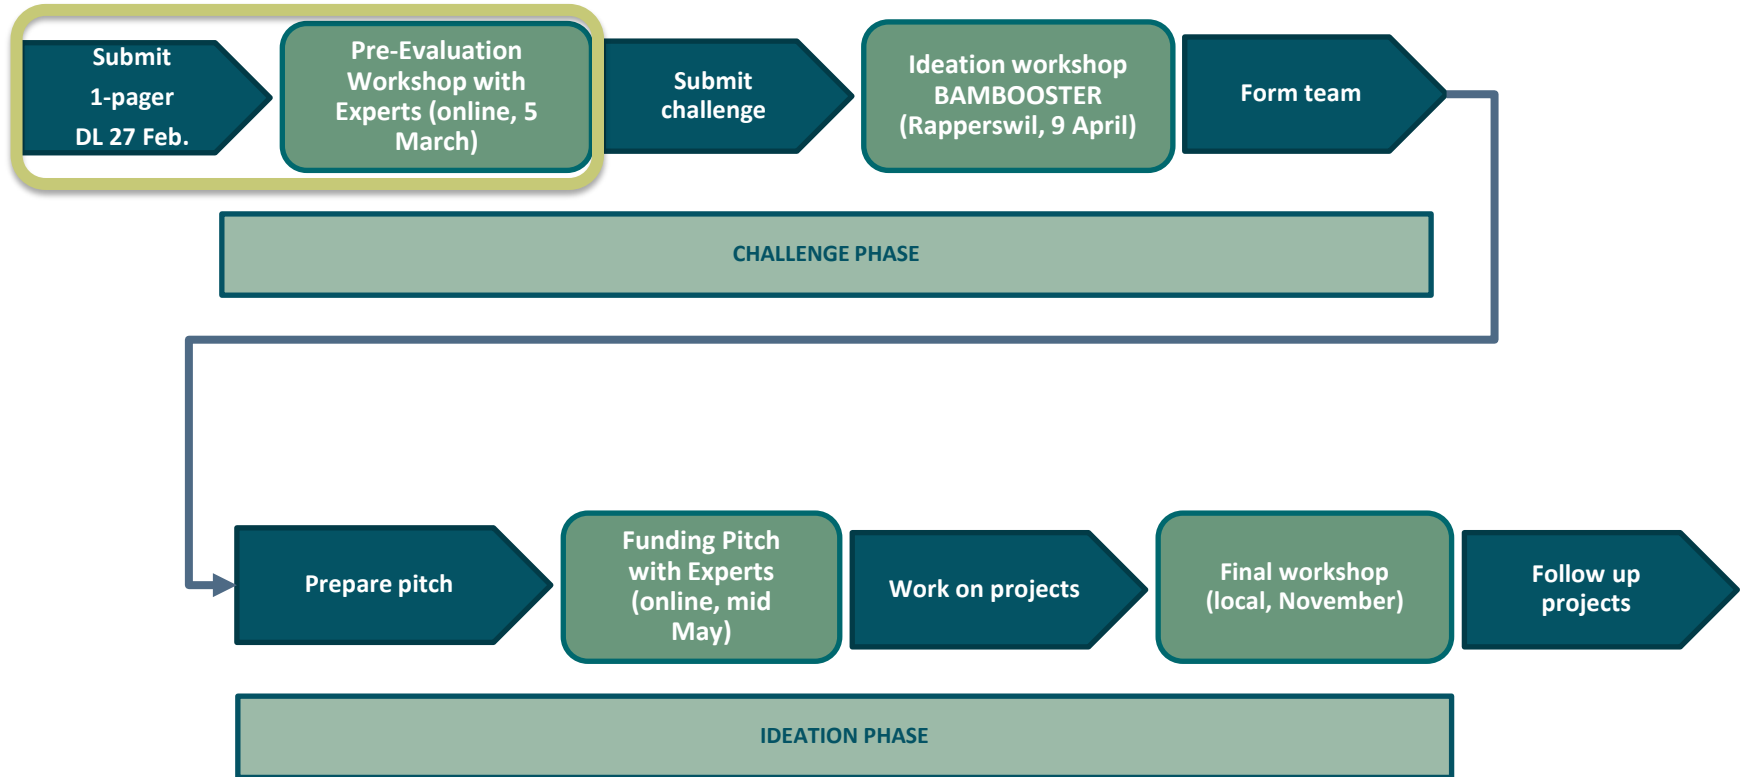 Submit
1-pager
DL 27 Feb.
Pre-Evaluation
Workshop with
Experts (online, 5
March)
Submit
challenge
Ideation workshop
BAMBOOSTER
(Rapperswil, 9 April)
Form team
CHALLENGE PHASE
Prepare pitch
Funding Pitch
with Experts
(online, mid
May)
Work on projects
Final workshop
(local, November)
Follow up
projects
IDEATION PHASE